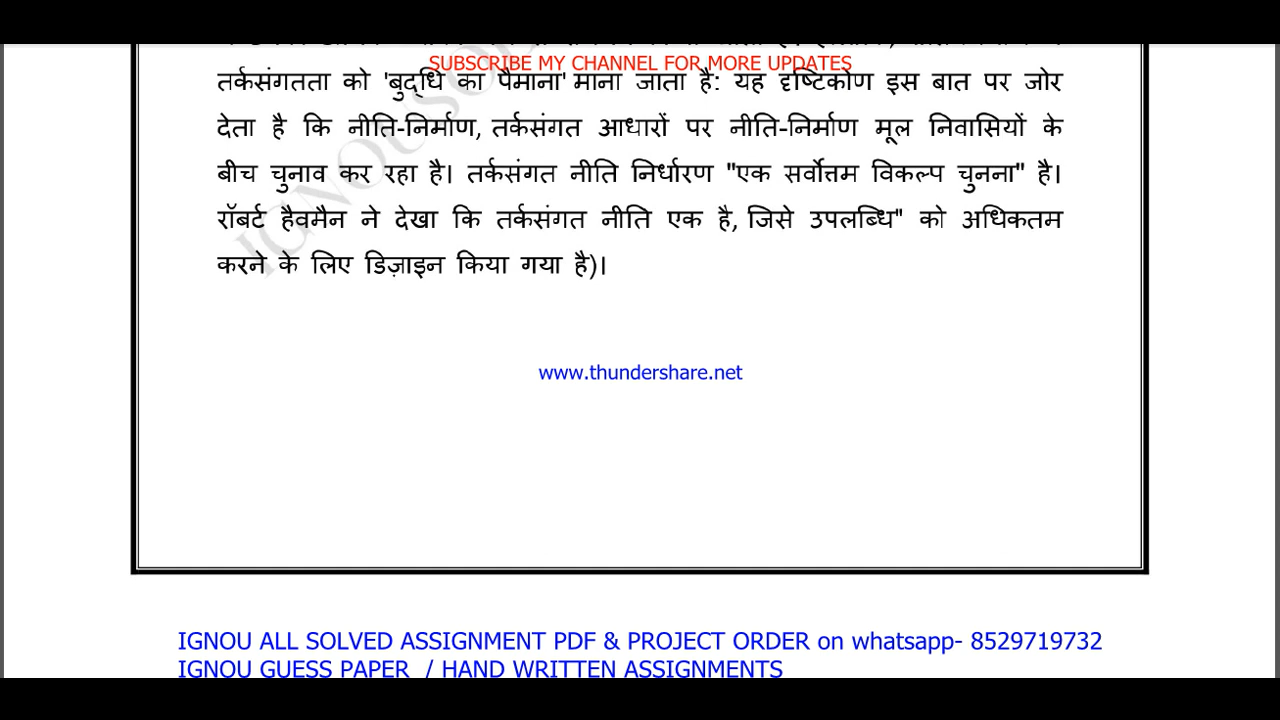 SUBSCRIBE MY CHANNEL FOR MORE UPDATES
तर्कसंगतता को 'बुद्धि का पैमाना' माना जाता है: यह दृष्टिकोण इस बात पर जोर
देता है कि नीति-निर्माण, तर्कसंगत आधारों पर नीति-निर्माण मूल निवासियों के
बीच चुनाव कर रहा है। तर्कसंगत नीति निर्धारण "एक सर्वोत्तम विकल्प चुनना" है।
रॉबर्ट हैवमैन ने देखा कि तर्कसंगत नीति एक है, जिसे उपलब्धि" को अधिकतम
करने के लिए डिज़ाइन किया गया है)।
www.thundershare.net
IGNOU ALL SOLVED ASSIGNMENT PDF & PROJECT ORDER on whatsapp- 8529719732
IGNOU GUESS PAPER / HAND WRITTEN ASSIGNMENTS